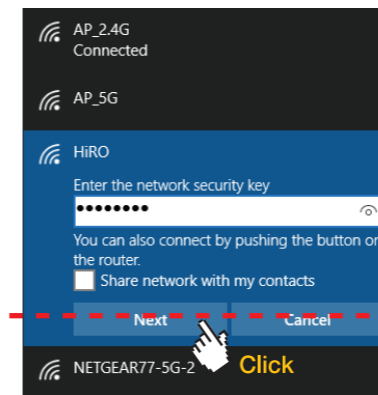 AP_2.4G
Connected
AP_5G
HiRO
Enter the network security key
••••••••
You can also connect by pushing the button on
the router.
Share network with my contacts
Next Cancel
NETGEAR77-5G-2 Click